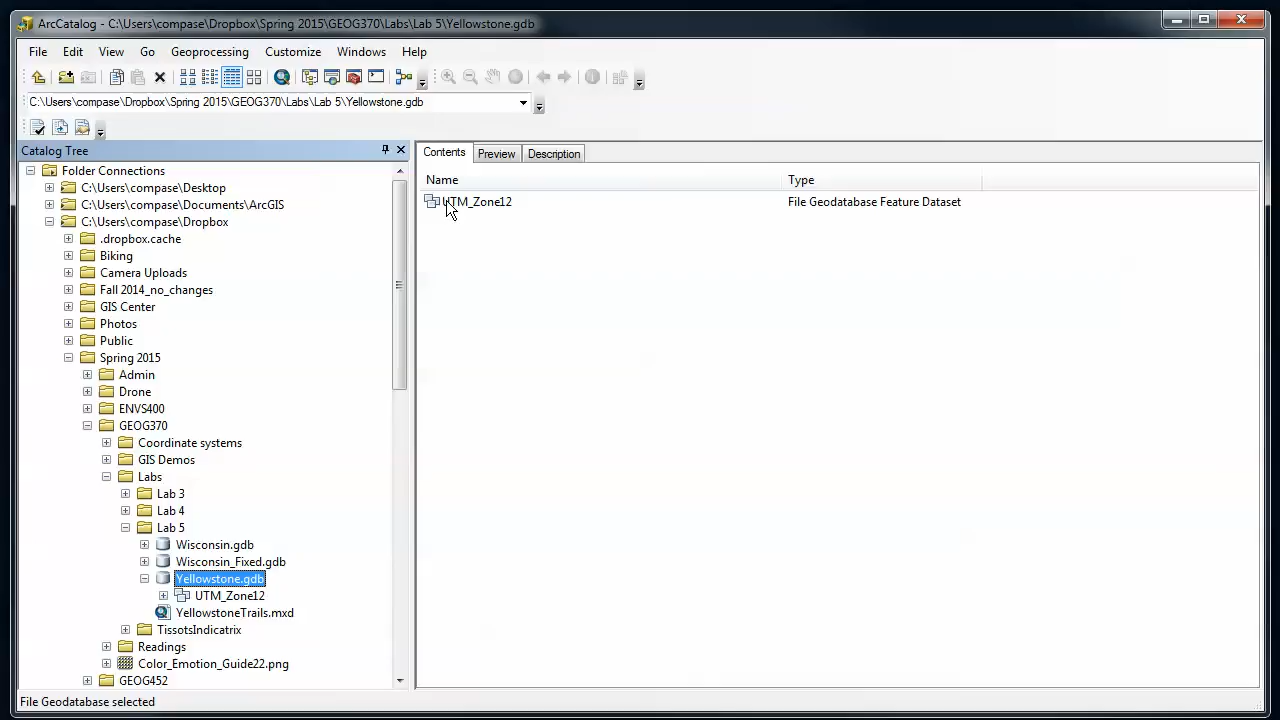 ArcCatalog - C:\Users\compase\Dropbox\Spring 2015\GEOG370\Labs\Lab 5\Yellowstone.gdb
File Edit View Go Geoprocessing Customize Windows Help
C:\Users\compase\Dropbox\Spring 2015\GEOG370\Labs\Lab 5\Yellowstone.gdb
Catalog Tree
Folder Connections
C:\Users\compase\Desktop
C:\Users\compase\Documents\ArcGIS
C:\Users\compase\Dropbox
.dropbox.cache
Biking
Camera Uploads
Fall 2014_no_changes
GIS Center
Photos
Public
Spring 2015
Admin
Drone
ENVS400
GEOG370
Coordinate systems
GIS Demos
Labs
Lab 3
Lab 4
Lab 5
Wisconsin.gdb
Wisconsin_Fixed.gdb
Yellowstone.gdb
UTM_Zone12
YellowstoneTrails.mxd
TissotsIndicatrix
Readings
Color_Emotion_Guide22.png
GEOG452
Contents Preview Description
Name Type
UTM_Zone12 File Geodatabase Feature Dataset
File Geodatabase selected